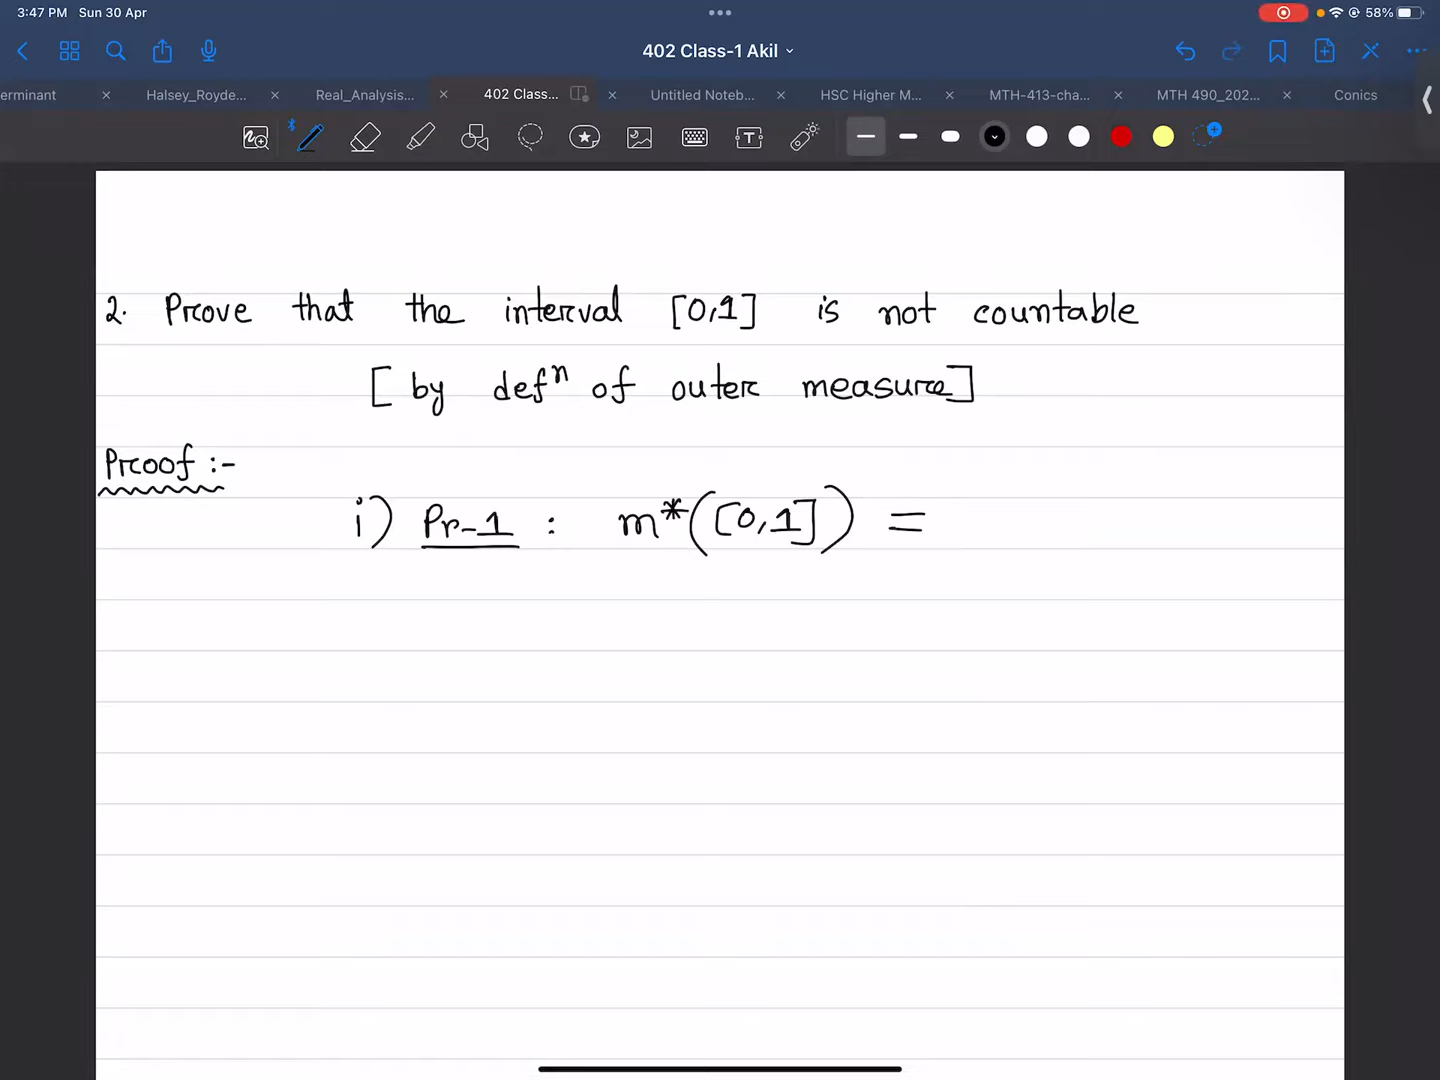 3:47 PM Sun 30 Apr
58%
402 Class-1 Akil
erminant
Halsey_Royde...
Real_Analysis...
402 Class...
Untitled Noteb...
HSC Higher M...
MTH-413-cha...
MTH 490_202...
Conics
2. Prove that the interval [0,1] is not countable
[by defⁿ of outer measure]
Proof :-
i) Pr-1 : m*([0,1]) =